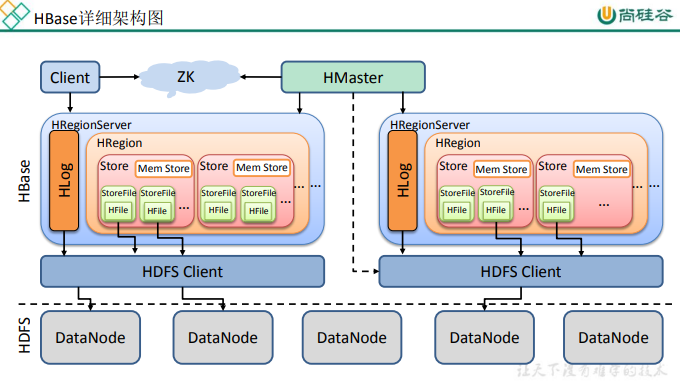 HBase详细架构图
尚硅谷
Client
ZK
HMaster
HBase
HRegionServer
HLog
HRegion
Store
Mem Store
StoreFile
HFile
StoreFile
HFile
...
Store
Mem Store
StoreFile
HFile
StoreFile
HFile
...
...
...
HRegionServer
HLog
HRegion
Store
Mem Store
StoreFile
HFile
StoreFile
HFile
...
Store
Mem Store
StoreFile
HFile
...
...
...
HDFS Client
HDFS Client
HDFS
DataNode
DataNode
DataNode
DataNode
DataNode
让天下没有难学的技术